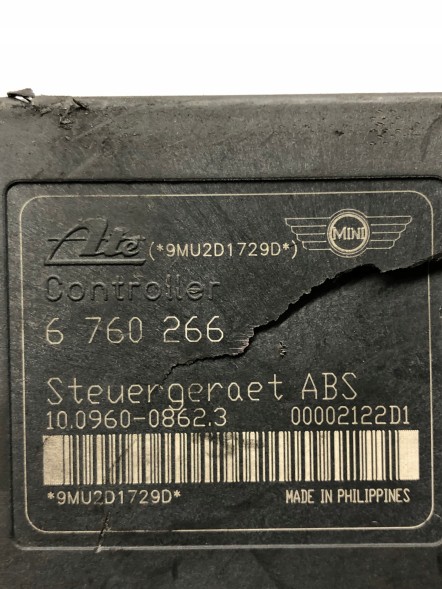 Ate (*9MU2D1729D*) MINI
Controller
6 760 266
Steuergeraet ABS
10.0960-0862.3 00002122D1
*9MU2D1729D* MADE IN PHILIPPINES